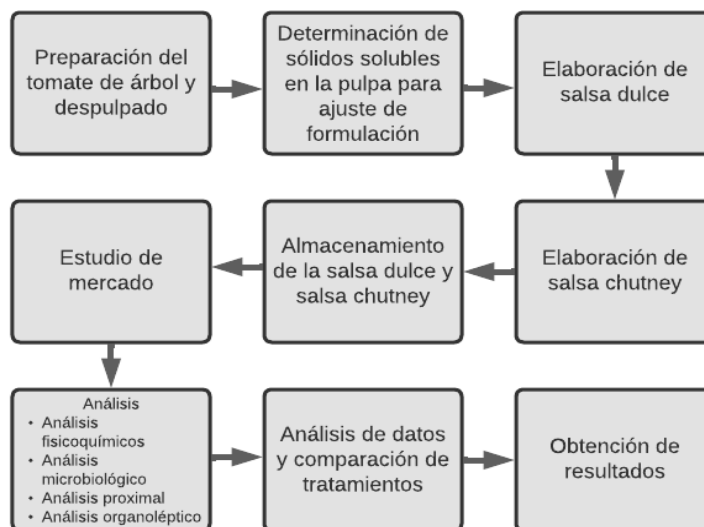 Preparación del
tomate de árbol y
despulpado
Determinación de
sólidos solubles
en la pulpa para
ajuste de
formulación
Elaboración de
salsa dulce
Elaboración de
salsa chutney
Almacenamiento
de la salsa dulce y
salsa chutney
Estudio de
mercado
Análisis
• Análisis
fisicoquímicos
• Análisis
microbiológico
• Análisis proximal
• Análisis organoléptico
Análisis de datos
y comparación de
tratamientos
Obtención de
resultados